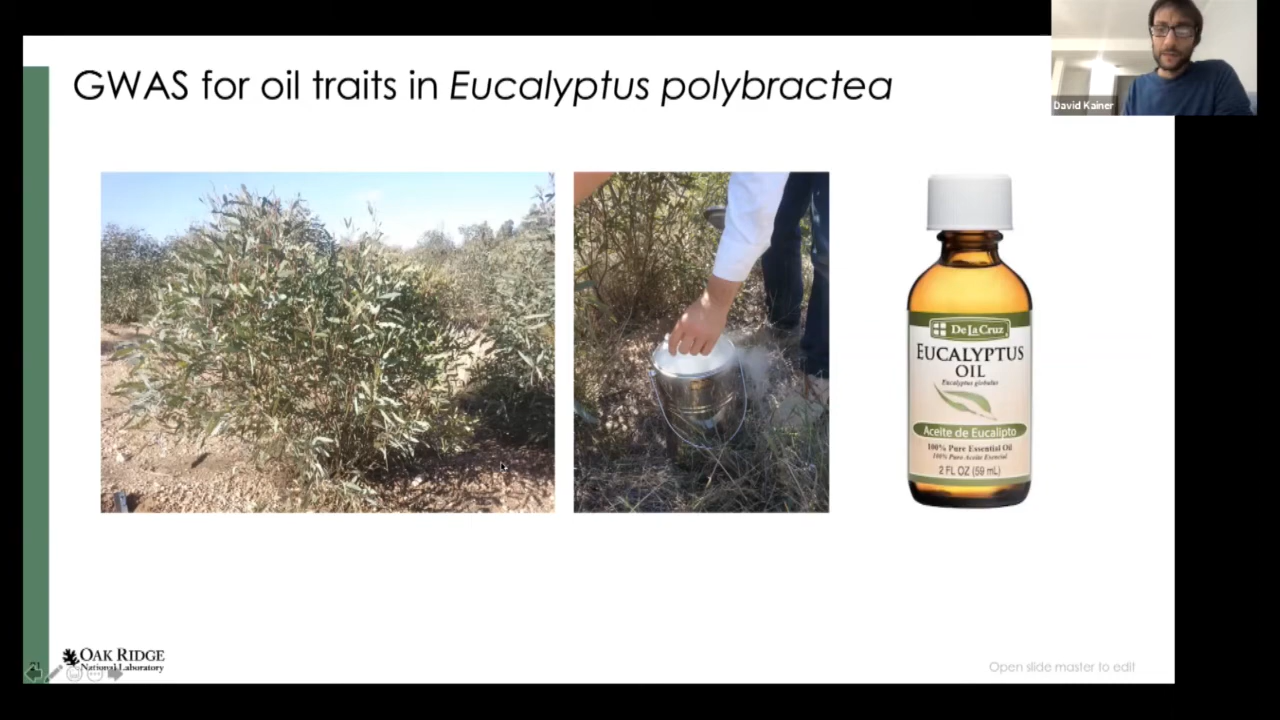 GWAS for oil traits in Eucalyptus polybractea
David Kainer
DE LA CRUZ
EUCALYPTUS
OIL
Eucalyptus globulus
Aceite de Eucalipto
100% Pure Essential Oil
100% Pure Aceite Esencial
2 FL OZ (59 mL)
OAK RIDGE
National Laboratory
Open slide master to edit